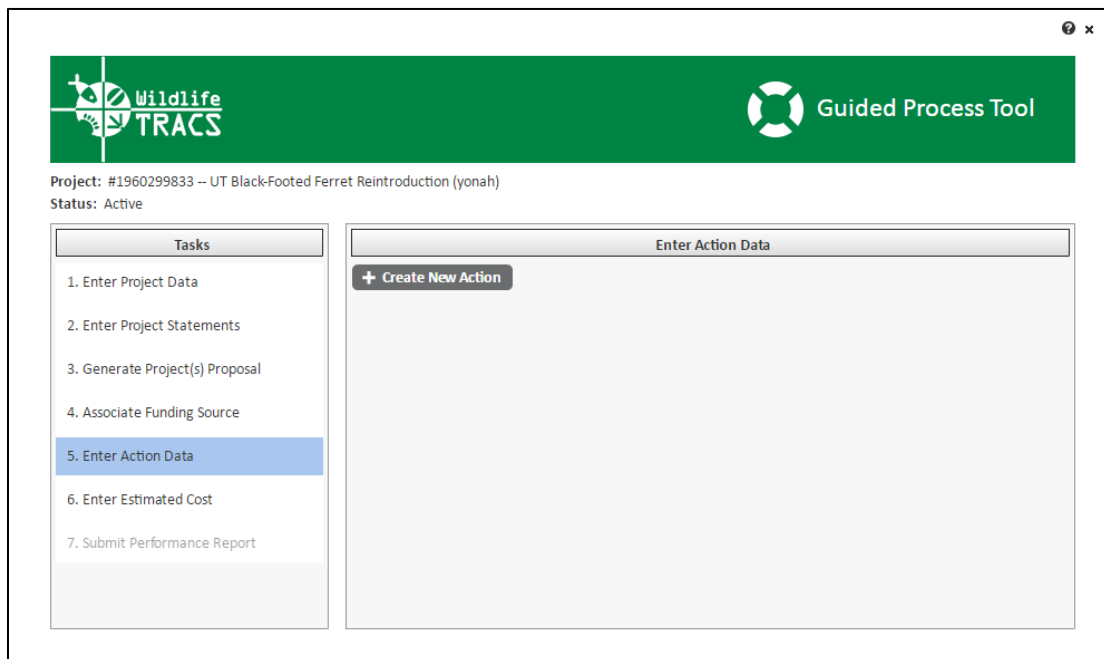 Wildlife
TRACS
Guided Process Tool
Project: #1960299833 -- UT Black-Footed Ferret Reintroduction (yonah)
Status: Active
Tasks
1. Enter Project Data
2. Enter Project Statements
3. Generate Project(s) Proposal
4. Associate Funding Source
5. Enter Action Data
6. Enter Estimated Cost
7. Submit Performance Report
Enter Action Data
+ Create New Action